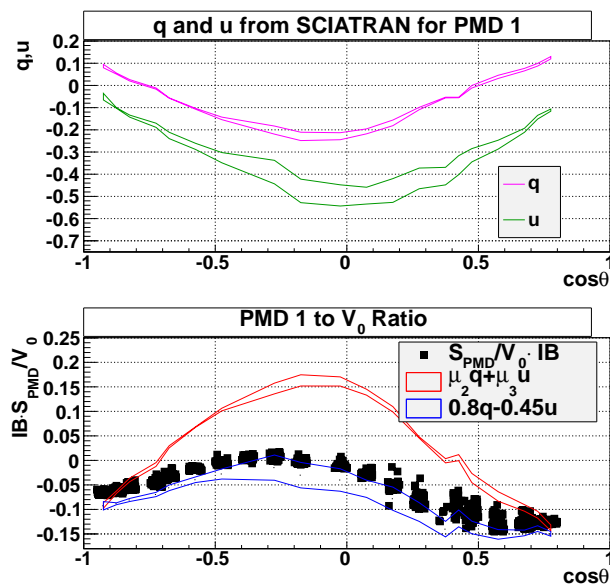 q and u from SCIATRAN for PMD 1
q,u
0.2
0.1
0
-0.1
-0.2
-0.3
-0.4
-0.5
-0.6
-0.7
q
u
-1 -0.5 0 0.5 1
cosθ
PMD 1 to V₀ Ratio
IB·S_PMD/V₀
0.25
0.2
0.15
0.1
0.05
0
-0.05
-0.1
-0.15
S_PMD/V₀· IB
μ₂q+μ₃u
0.8q-0.45u
-1 -0.5 0 0.5 1
cosθ